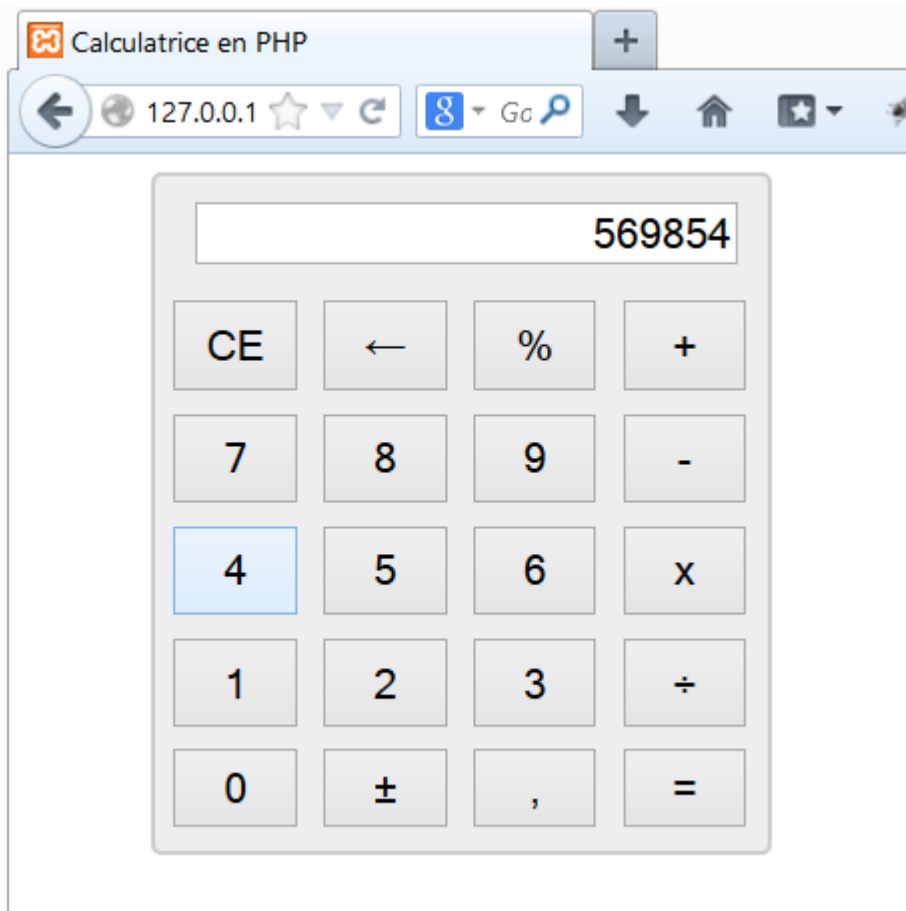 Calculatrice en PHP +
127.0.0.1 8 Go
569854
CE ← % +
7 8 9 -
4 5 6 x
1 2 3 ÷
0 ± , =